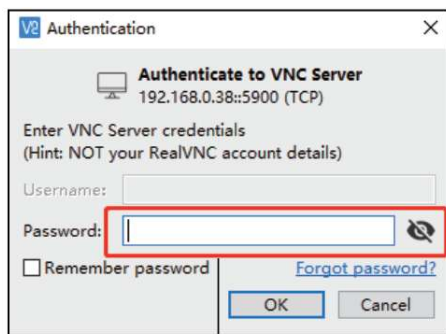 V2 Authentication
Authenticate to VNC Server
192.168.0.38::5900 (TCP)
Enter VNC Server credentials
(Hint: NOT your RealVNC account details)
Username:
Password:
Remember password Forgot password?
OK Cancel